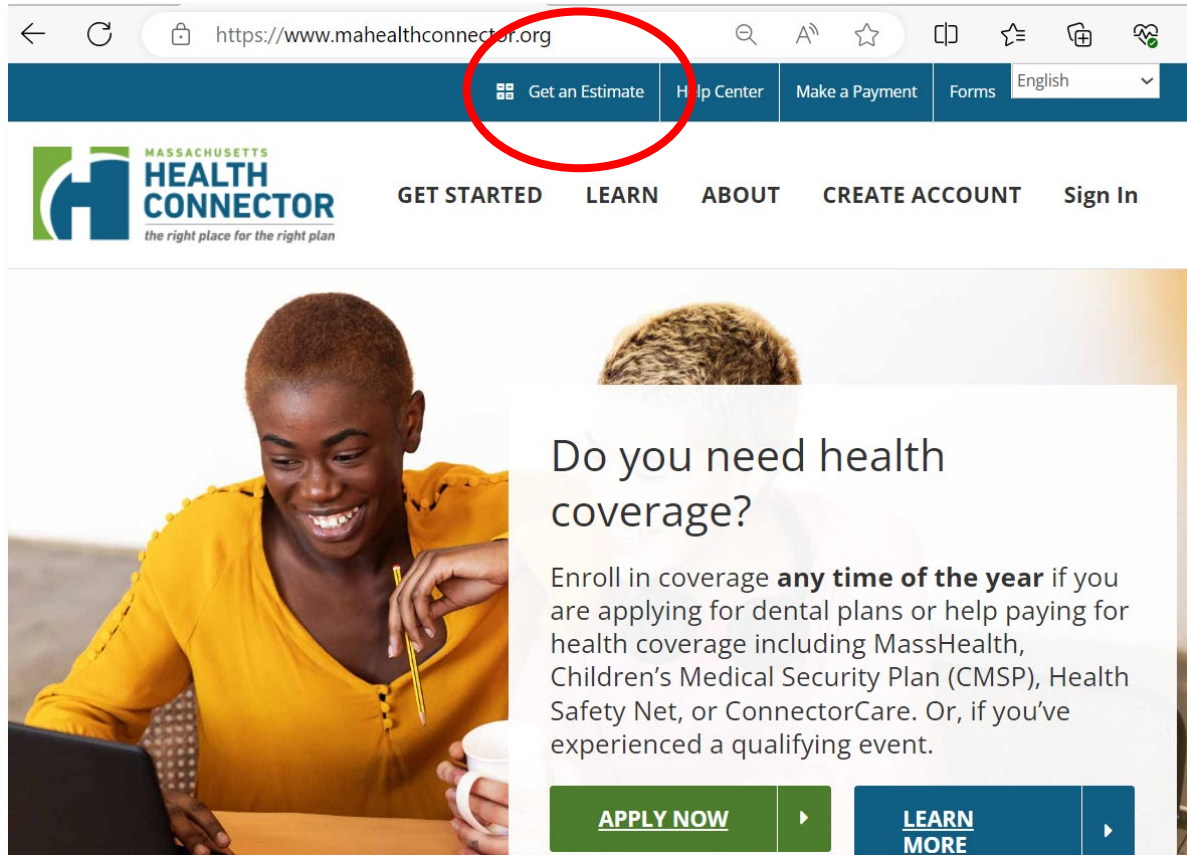 https://www.mahealthconnector.org
Get an Estimate
Help Center
Make a Payment
Forms
English
MASSACHUSETTS
HEALTH
CONNECTOR
the right place for the right plan
GET STARTED
LEARN
ABOUT
CREATE ACCOUNT
Sign In
Do you need health
coverage?
Enroll in coverage any time of the year if you
are applying for dental plans or help paying for
health coverage including MassHealth,
Children’s Medical Security Plan (CMSP), Health
Safety Net, or ConnectorCare. Or, if you’ve
experienced a qualifying event.
APPLY NOW
LEARN
MORE